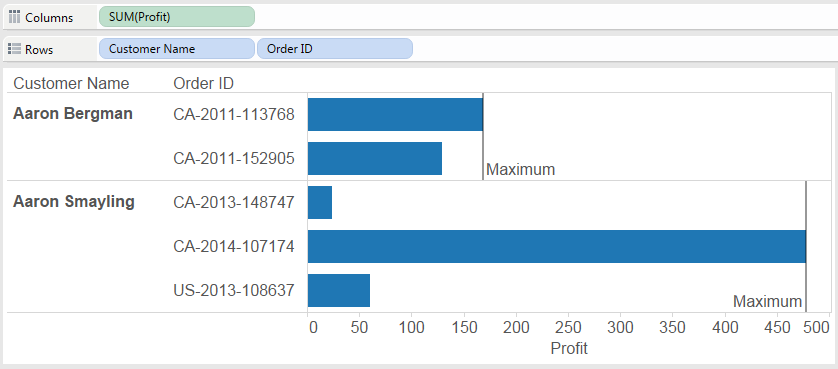 Columns SUM(Profit)
Rows Customer Name Order ID
Customer Name Order ID
Aaron Bergman CA-2011-113768
CA-2011-152905
Maximum
Aaron Smayling CA-2013-148747
CA-2014-107174
US-2013-108637
Maximum
0 50 100 150 200 250 300 350 400 450 500
Profit